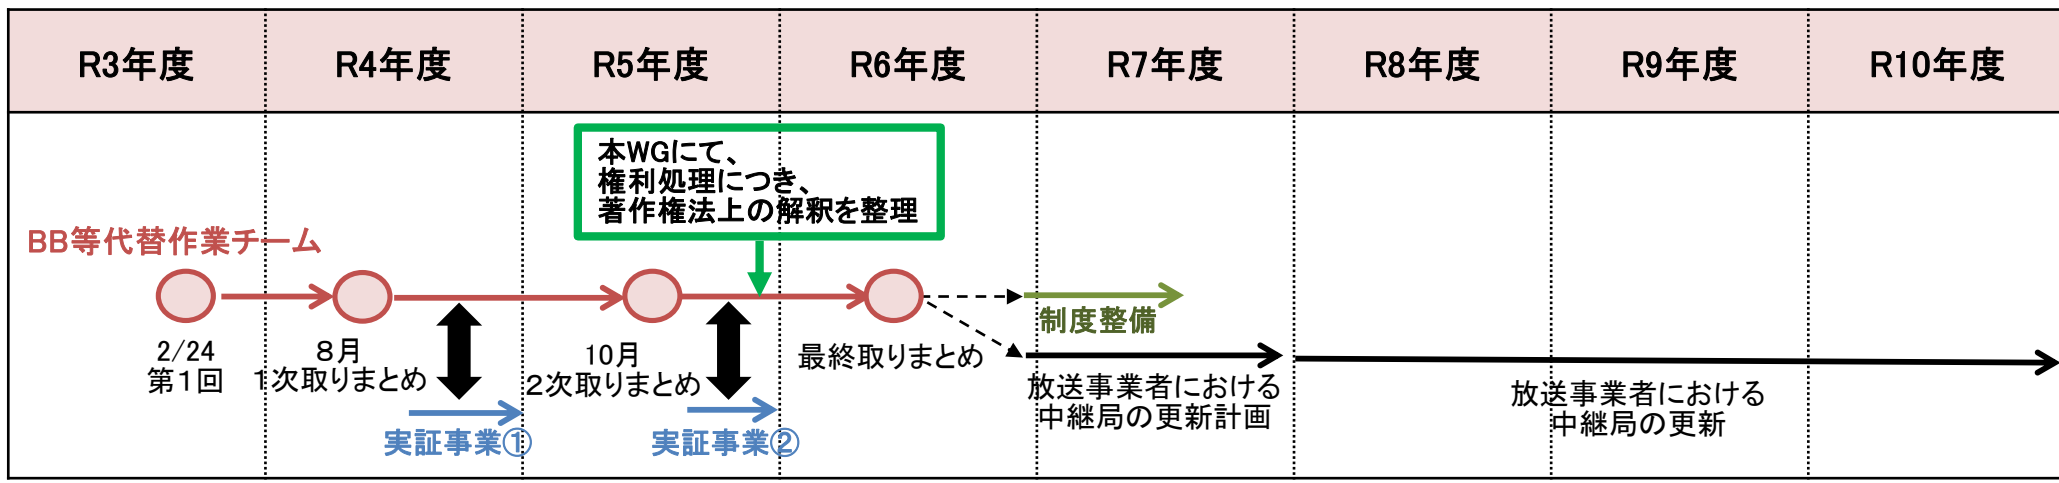 R3年度
R4年度
R5年度
R6年度
R7年度
R8年度
R9年度
R10年度
本WGにて、
権利処理につき、
著作権法上の解釈を整理
BB等代替作業チーム
2/24
第１回
８月
１次取りまとめ
10月
２次取りまとめ
最終取りまとめ
制度整備
放送事業者における
中継局の更新計画
放送事業者における
中継局の更新
実証事業①
実証事業②